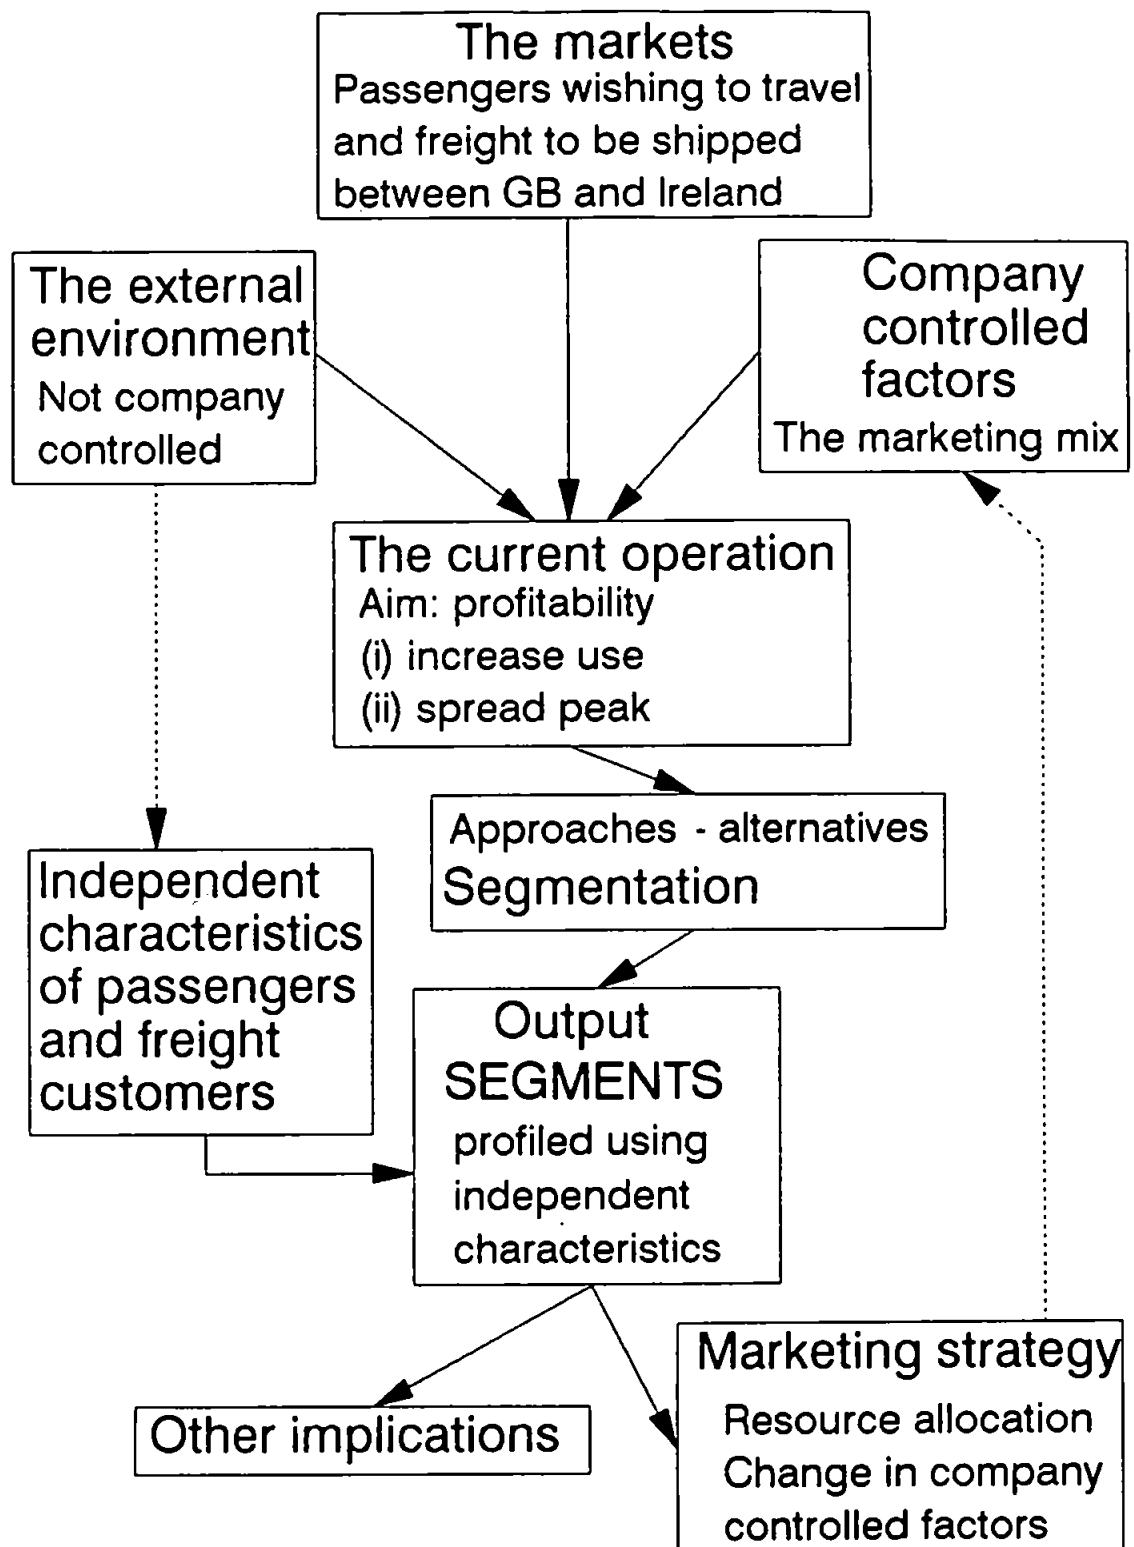 The markets
Passengers wishing to travel
and freight to be shipped
between GB and Ireland
The external
environment
Not company
controlled
Company
controlled
factors
The marketing mix
The current operation
Aim: profitability
(i) increase use
(ii) spread peak
Approaches - alternatives
Segmentation
Independent
characteristics
of passengers
and freight
customers
Output
SEGMENTS
profiled using
independent
characteristics
Other implications
Marketing strategy
Resource allocation
Change in company
controlled factors